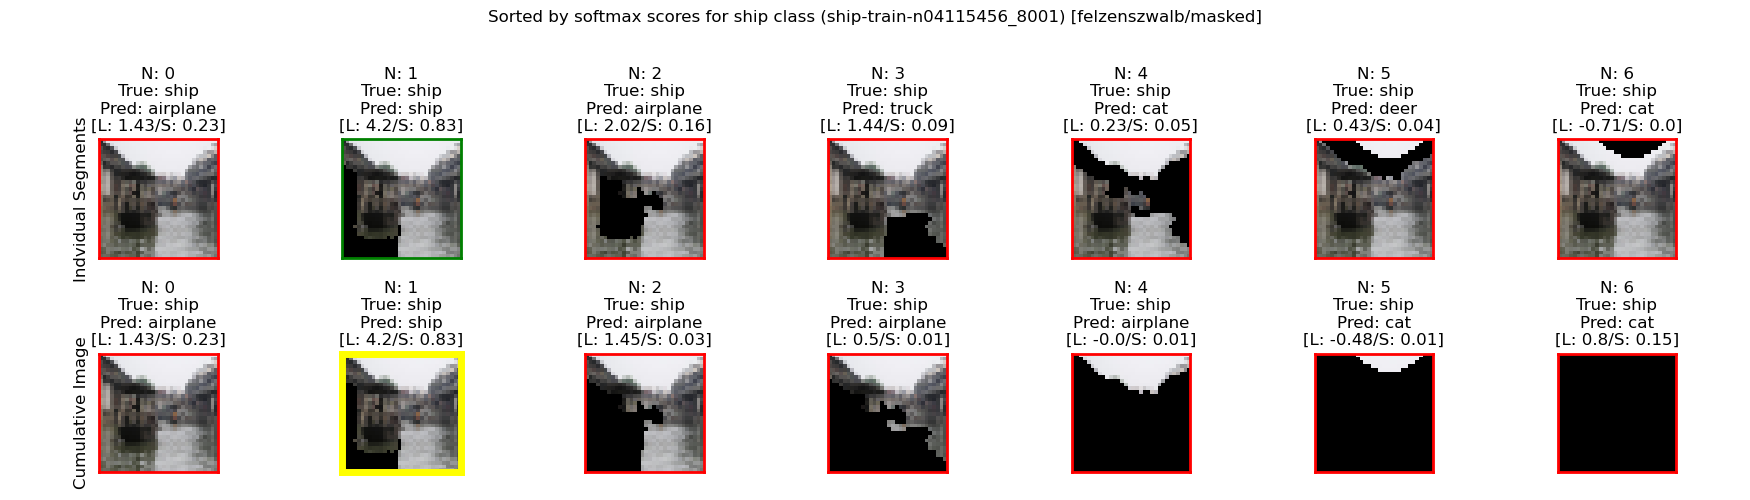 Sorted by softmax scores for ship class (ship-train-n04115456_8001) [felzenszwalb/masked]
Indvidual Segments
N: 0
True: ship
Pred: airplane
[L: 1.43/S: 0.23]
N: 1
True: ship
Pred: ship
[L: 4.2/S: 0.83]
N: 2
True: ship
Pred: airplane
[L: 2.02/S: 0.16]
N: 3
True: ship
Pred: truck
[L: 1.44/S: 0.09]
N: 4
True: ship
Pred: cat
[L: 0.23/S: 0.05]
N: 5
True: ship
Pred: deer
[L: 0.43/S: 0.04]
N: 6
True: ship
Pred: cat
[L: -0.71/S: 0.0]
Cumulative Image
N: 0
True: ship
Pred: airplane
[L: 1.43/S: 0.23]
N: 1
True: ship
Pred: ship
[L: 4.2/S: 0.83]
N: 2
True: ship
Pred: airplane
[L: 1.45/S: 0.03]
N: 3
True: ship
Pred: airplane
[L: 0.5/S: 0.01]
N: 4
True: ship
Pred: airplane
[L: -0.0/S: 0.01]
N: 5
True: ship
Pred: cat
[L: -0.48/S: 0.01]
N: 6
True: ship
Pred: cat
[L: 0.8/S: 0.15]